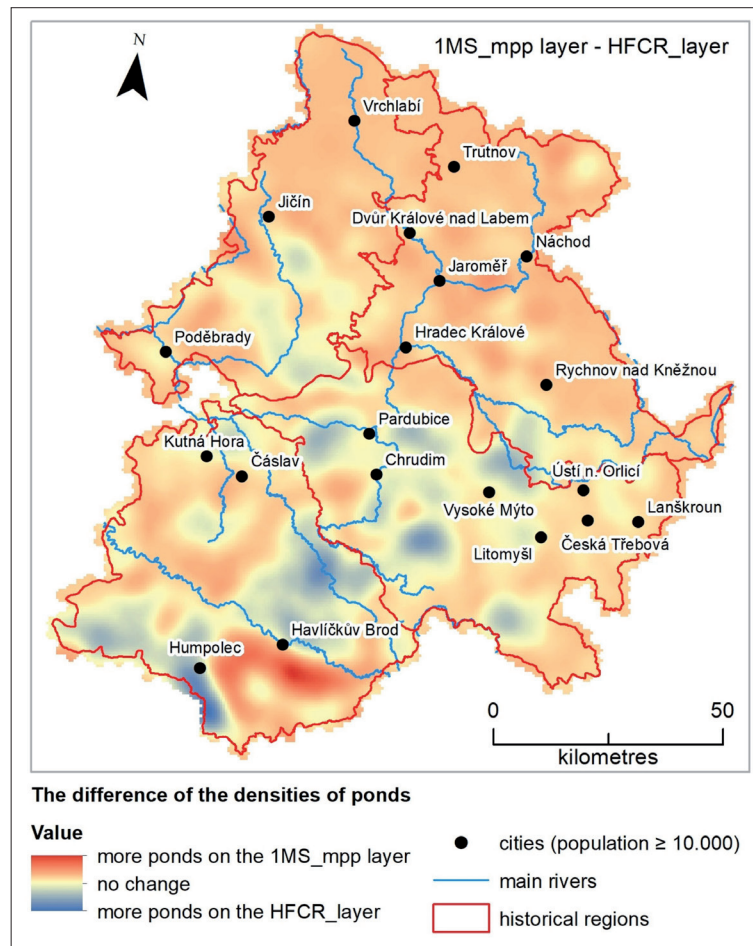 1MS_mpp layer - HFCR_layer
N
Vrchlabí
Trutnov
Jičín
Dvůr Králové nad Labem
Náchod
Jaroměř
Hradec Králové
Poděbrady
Rychnov nad Kněžnou
Pardubice
Kutná Hora
Čáslav
Chrudim
Ústí n. Orlicí
Vysoké Mýto
Lanškroun
Litomyšl
Česká Třebová
Havlíčkův Brod
Humpolec
0 50
kilometres
The difference of the densities of ponds
Value
more ponds on the 1MS_mpp layer
no change
more ponds on the HFCR_layer
cities (population ≥ 10.000)
main rivers
historical regions